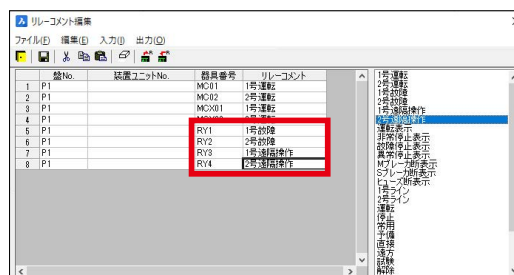 リレーコメント編集
ファイル(F) 編集(E) 入力(I) 出力(O)
盤No. 装置ユニットNo. 器具番号 リレーコメント
1 P1 MC01 1号運転
2 P1 MC02 2号運転
3 P1 MCX01 1号運転
4 P1
5 P1 RY1 1号故障
6 P1 RY2 2号故障
7 P1 RY3 1号遠隔操作
8 P1 RY4 2号遠隔操作
1号運転
2号運転
1号故障
2号故障
1号遠隔操作
2号遠隔操作
運転表示
非常停止表示
故障停止表示
異常停止表示
Mブレーカ断表示
Sブレーカ断表示
ヒューズ断表示
1号ライン
2号ライン
運転
停止
常用
予備
直接
遠方
試験
解除